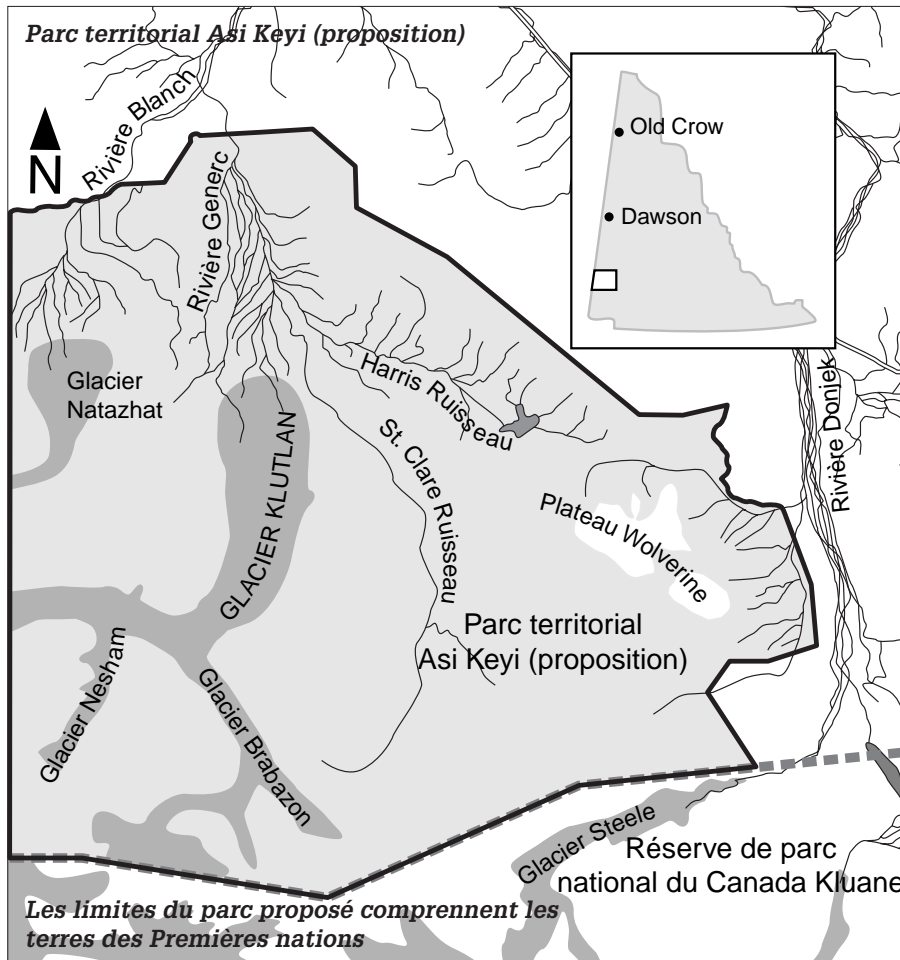 Parc territorial Asi Keyi (proposition)
Rivière Blanch
N
Rivière Generc
Old Crow
Dawson
Glacier
Natazhat
Harris Ruisseau
St. Clare Ruisseau
GLACIER KLUTLAN
Rivière Donjek
Plateau Wolverine
Parc territorial
Asi Keyi (proposition)
Glacier Nesham
Glacier Brabazon
Glacier Steele
Réserve de parc
national du Canada Kluane
Les limites du parc proposé comprennent les
terres des Premières nations